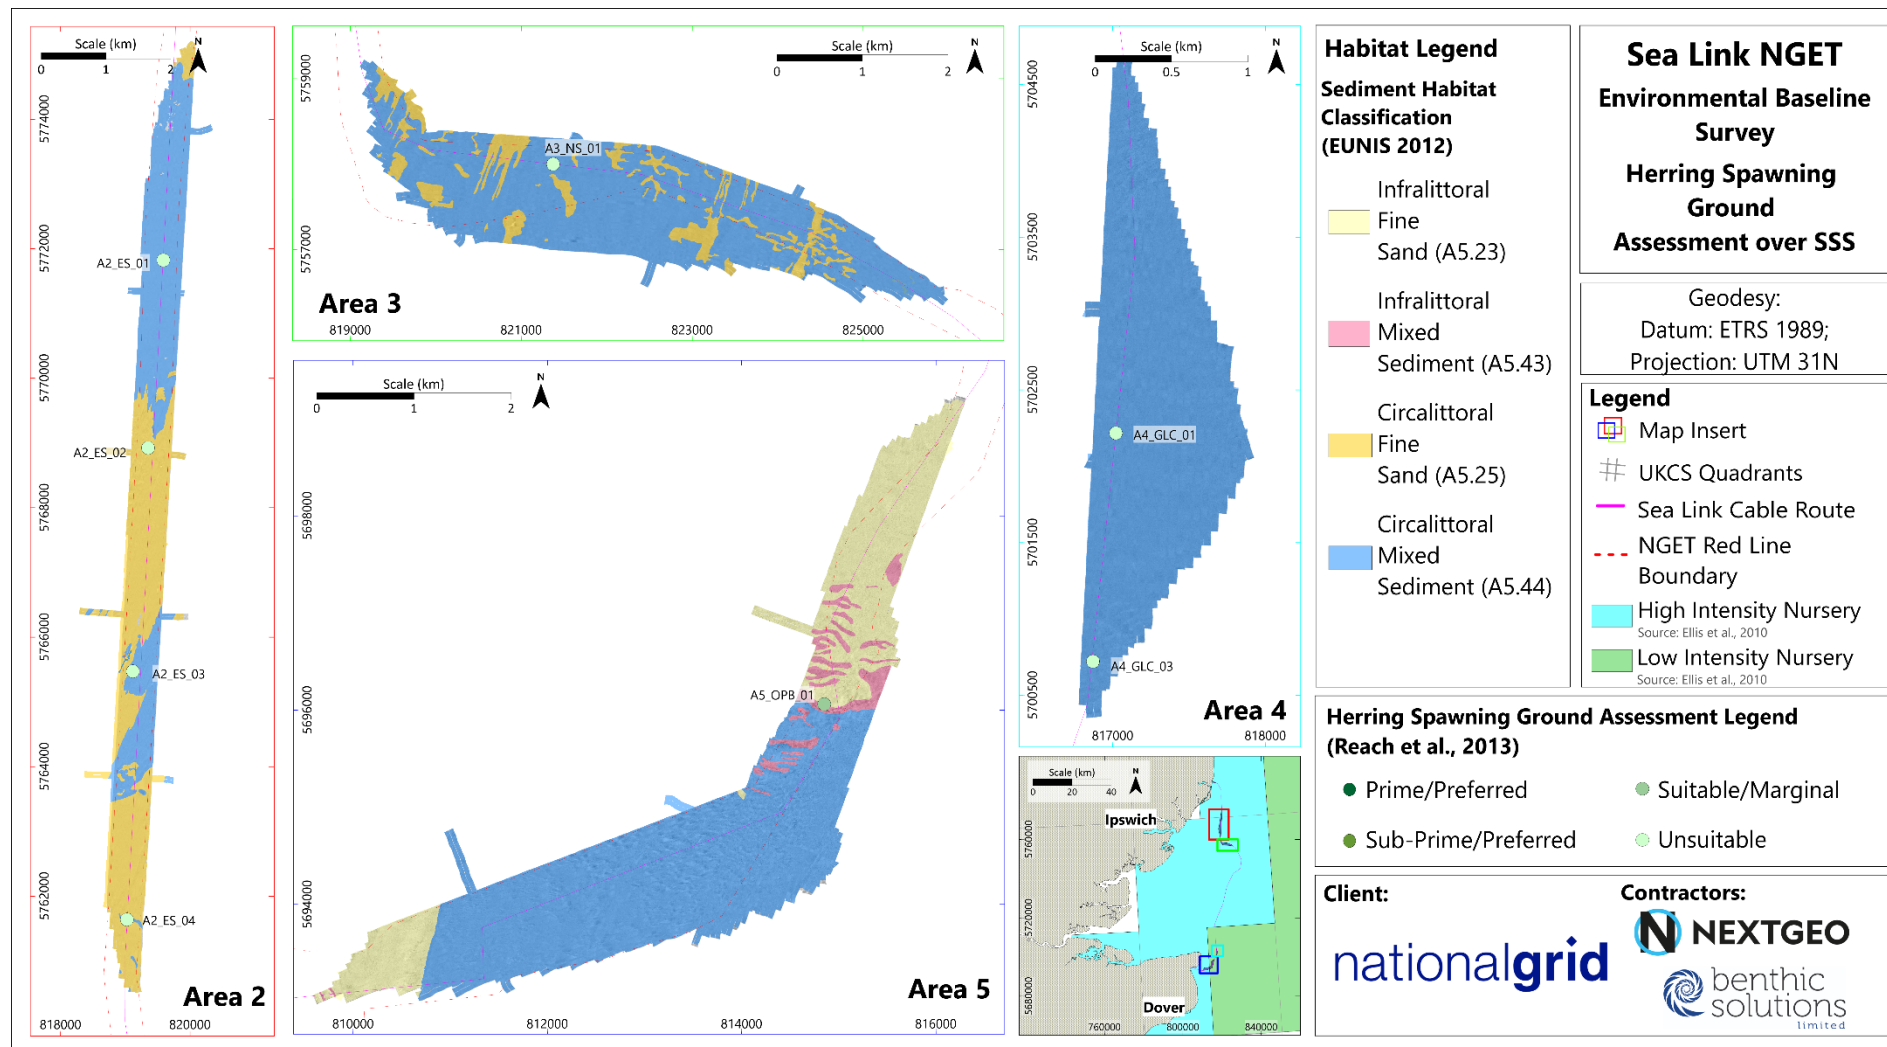 Scale (km)
N
0
1
2
5774000
5772000
5770000
5768000
5766000
5764000
5762000
A2_ES_01
A2_ES_02
A2_ES_03
A2_ES_04
Area 2
818000
820000
Scale (km)
N
0
1
2
5759000
5757000
A3_NS_01
Area 3
819000
821000
823000
825000
Scale (km)
N
0
1
2
5698000
5696000
5694000
A5_OPB_01
Area 5
810000
812000
814000
816000
Scale (km)
N
0
0.5
1
5704500
5703500
5702500
5701500
5700500
A4_GLC_01
A4_GLC_03
Area 4
817000
818000
Scale (km)
N
0
20
40
Ipswich
Dover
5760000
5720000
5680000
760000
800000
840000
Habitat Legend
Sediment Habitat
Classification
(EUNIS 2012)
Infralittoral
Fine
Sand (A5.23)
Infralittoral
Mixed
Sediment (A5.43)
Circalittoral
Fine
Sand (A5.25)
Circalittoral
Mixed
Sediment (A5.44)
Sea Link NGET
Environmental Baseline
Survey
Herring Spawning
Ground
Assessment over SSS
Geodesy:
Datum: ETRS 1989;
Projection: UTM 31N
Legend
Map Insert
UKCS Quadrants
Sea Link Cable Route
NGET Red Line
Boundary
High Intensity Nursery
Source: Ellis et al., 2010
Low Intensity Nursery
Source: Ellis et al., 2010
Herring Spawning Ground Assessment Legend
(Reach et al., 2013)
Prime/Preferred
Suitable/Marginal
Sub-Prime/Preferred
Unsuitable
Client:
nationalgrid
Contractors:
N NEXTGEO
benthic
solutions
limited